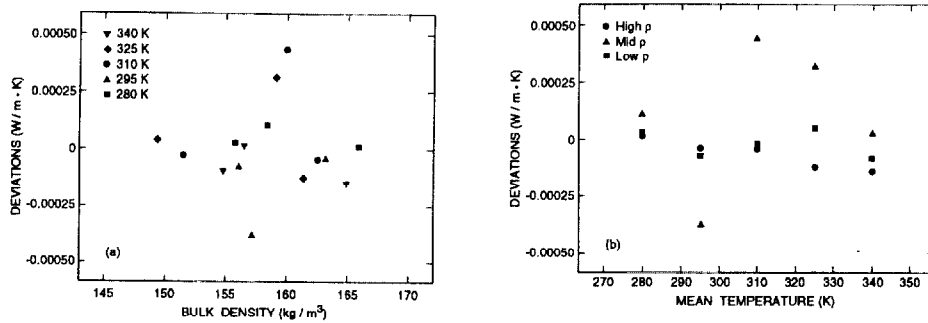 0.00050
0.00025
0
-0.00025
-0.00050
DEVIATIONS (W / m • K)
340 K
325 K
310 K
295 K
280 K
(a)
145 150 155 160 165 170
BULK DENSITY (kg / m³)
0.00050
0.00025
0
-0.00025
-0.00050
DEVIATIONS (W / m • K)
High ρ
Mid ρ
Low ρ
(b)
270 280 290 300 310 320 330 340 350
MEAN TEMPERATURE (K)